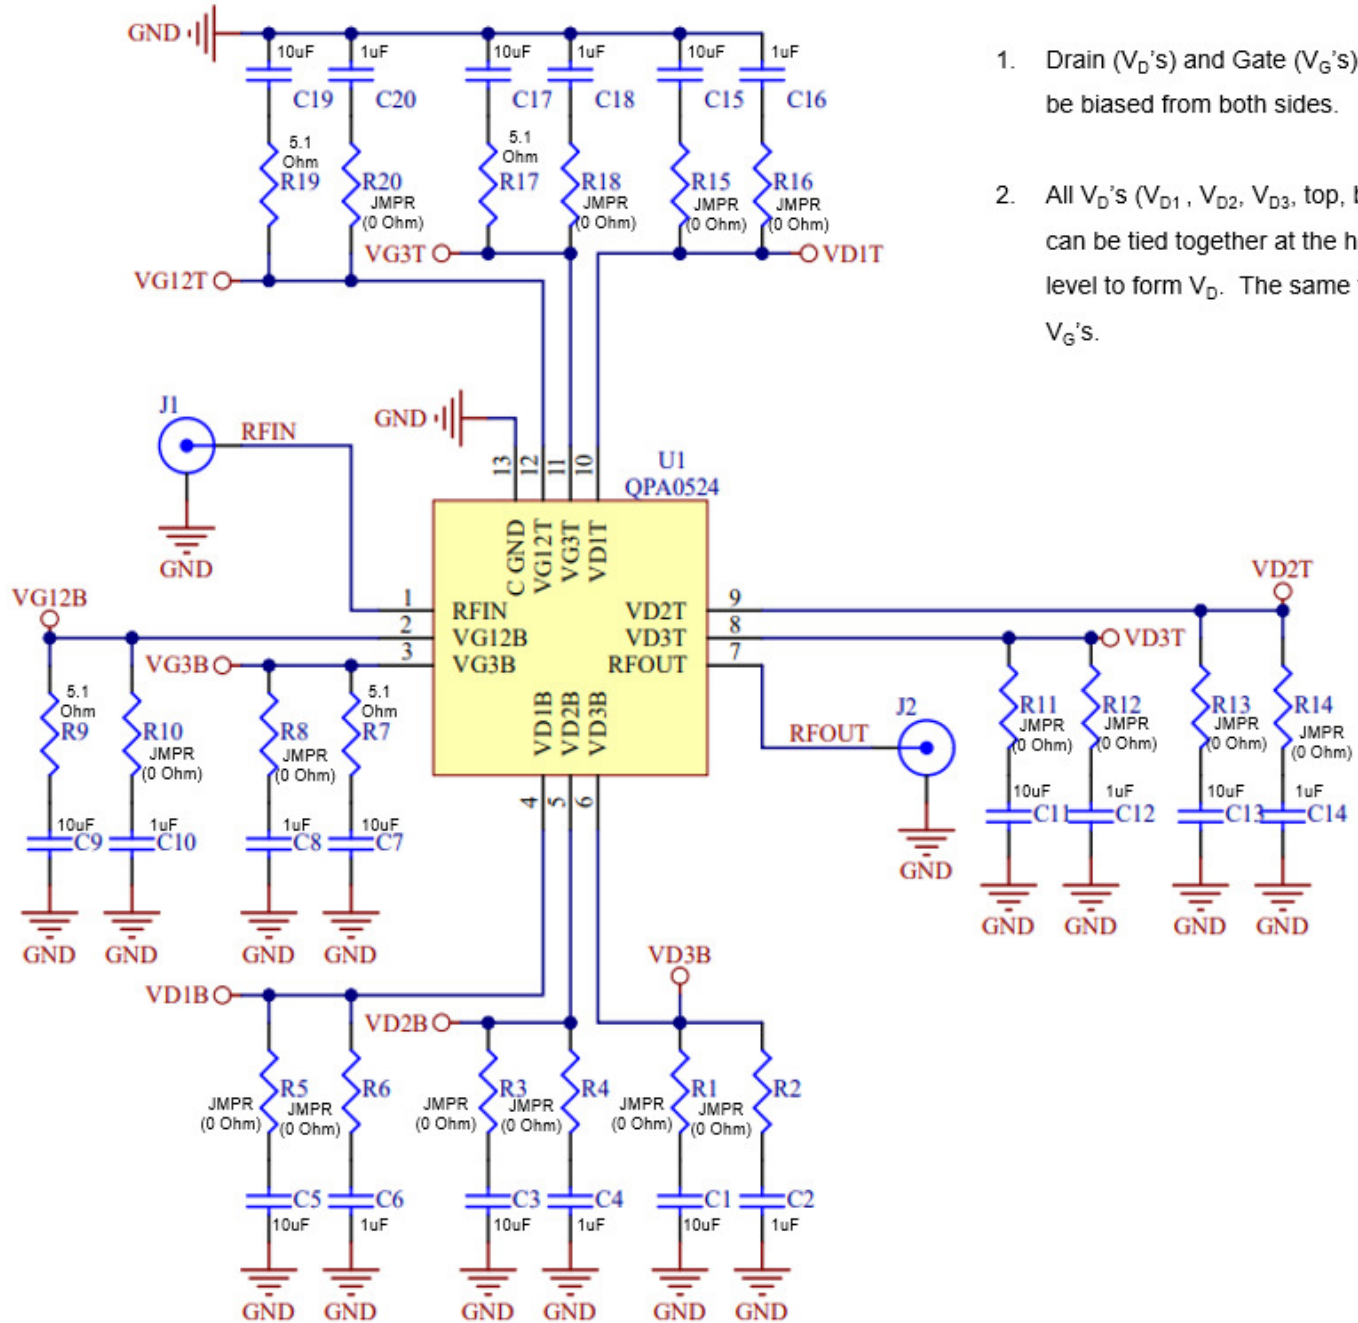 GND
10uF 1uF 10uF 1uF 10uF 1uF
C19 C20 C17 C18 C15 C16
5.1
Ohm
5.1
Ohm
R19 R20 R17 R18 R15 R16
JMPR
(0 Ohm)
JMPR
(0 Ohm)
JMPR
(0 Ohm)
JMPR
(0 Ohm)
VG3T VD1T
VG12T
1. Drain (VD's) and Gate (VG's)
be biased from both sides.
2. All VD's (VD1 , VD2, VD3, top, b
can be tied together at the h
level to form VD. The same
VG's.
J1
RFIN
GND
GND
13 12 11 10
U1
QPA0524
C GND VG12T VG3T VD1T
1 RFIN
2 VG12B
3 VG3B
VD2T 9
VD3T 8
RFOUT 7
VD1B VD2B VD3B
4 5 6
VG12B
VG3B
5.1
Ohm
5.1
Ohm
R9 R10 R8 R7
JMPR
(0 Ohm)
JMPR
(0 Ohm)
10uF 1uF 1uF 10uF
C9 C10 C8 C7
GND GND GND GND
VD2T
VD3T
J2
RFOUT
GND
R11 R12 R13 R14
JMPR
(0 Ohm)
JMPR
(0 Ohm)
JMPR
(0 Ohm)
JMPR
(0 Ohm)
10uF 1uF 10uF 1uF
C11 C12 C13 C14
GND GND GND GND
VD3B
VD1B
VD2B
R5 R6 R3 R4 R1 R2
JMPR
(0 Ohm)
JMPR
(0 Ohm)
JMPR
(0 Ohm)
JMPR
(0 Ohm)
JMPR
(0 Ohm)
JMPR
(0 Ohm)
C5 C6 C3 C4 C1 C2
10uF 1uF 10uF 1uF 10uF 1uF
GND GND GND GND GND GND